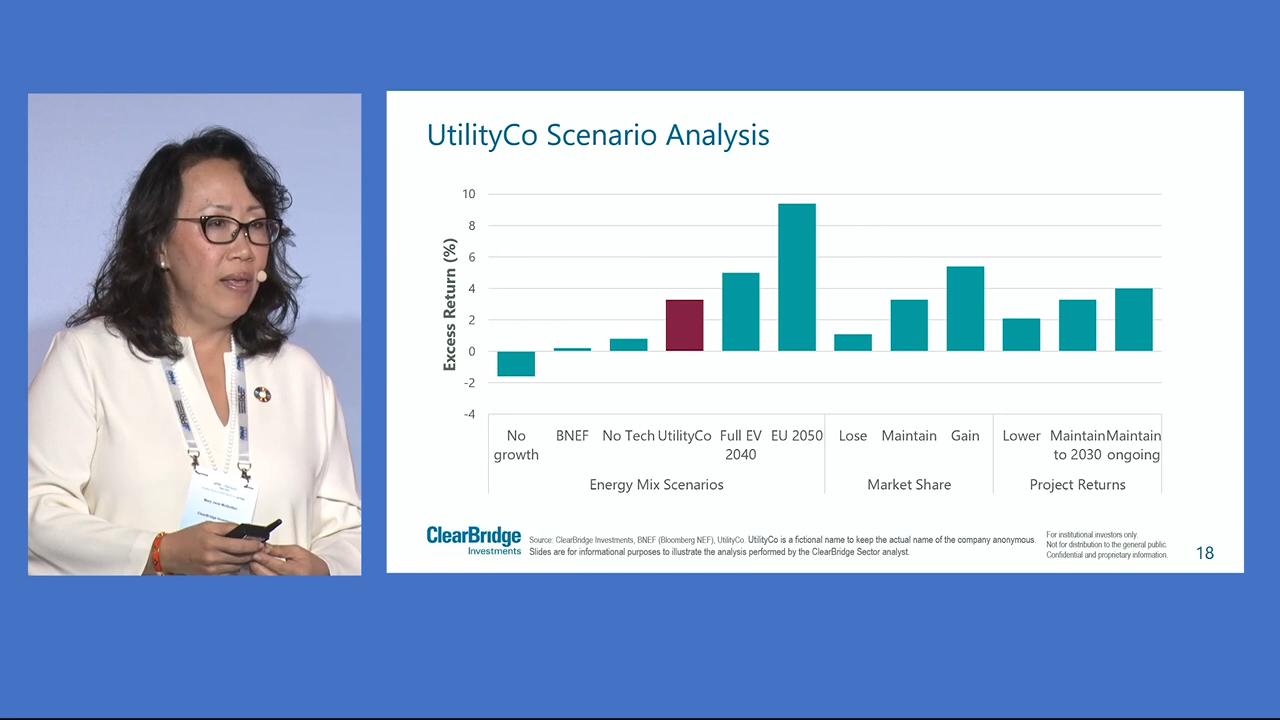 UtilityCo Scenario Analysis
Excess Return (%)
10
8
6
4
2
0
-2
-4
No growth
BNEF
No Tech
UtilityCo
Full EV 2040
EU 2050
Lose
Maintain
Gain
Lower
Maintain to 2030
Maintain ongoing
Energy Mix Scenarios
Market Share
Project Returns
ClearBridge
Investments
Source: ClearBridge Investments, BNEF (Bloomberg NEF), UtilityCo. UtilityCo is a fictional name to keep the actual name of the company anonymous.
Slides are for informational purposes to illustrate the analysis performed by the ClearBridge Sector analyst.
For institutional investors only.
Not for distribution to the general public.
Confidential and proprietary information.
18